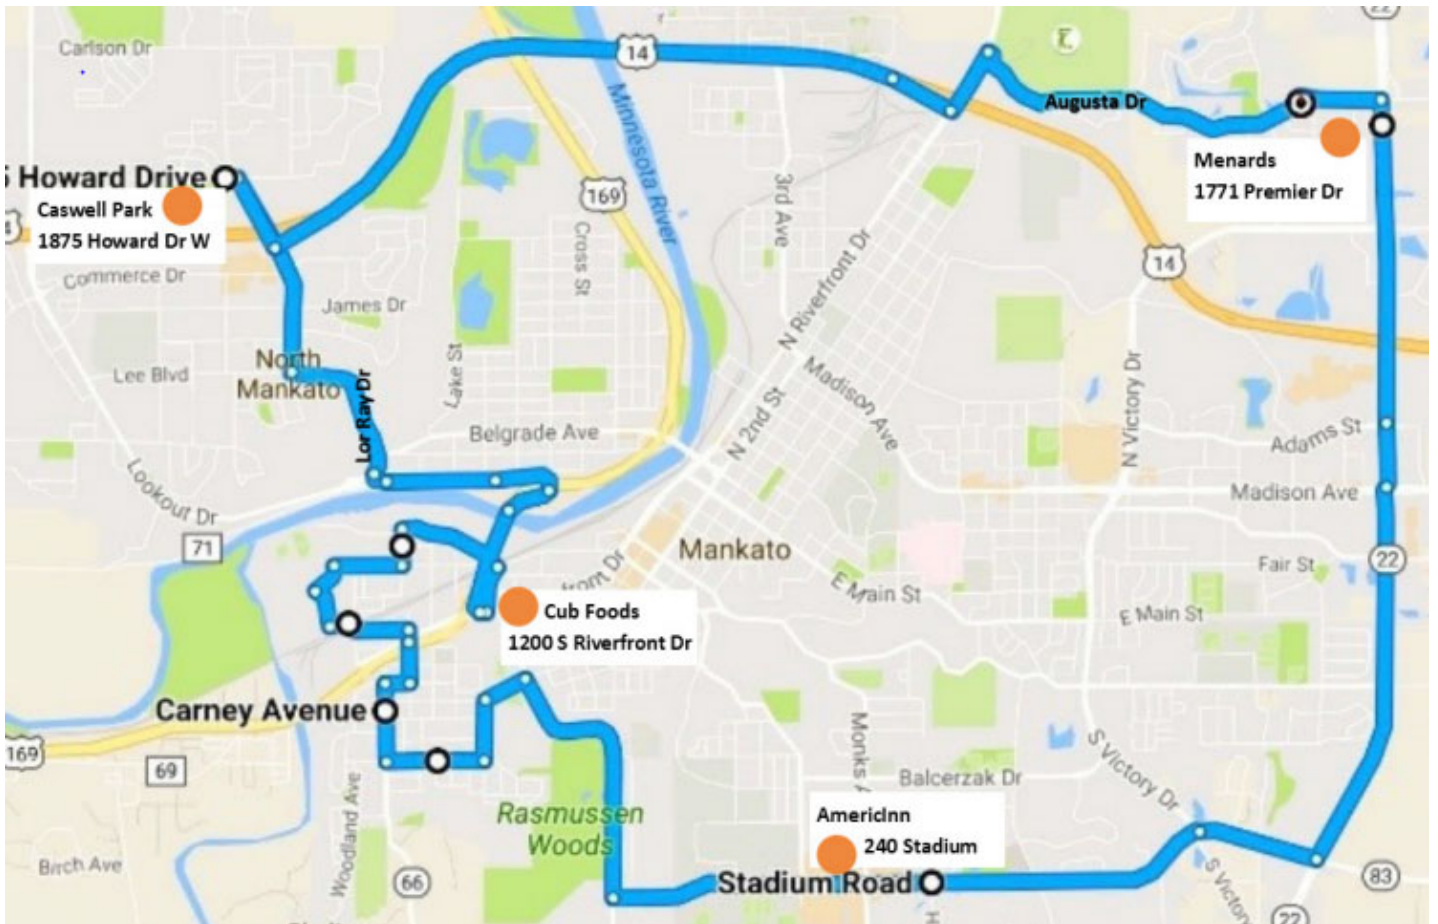 22
Carlson Dr
14
Minnesota River
Augusta Dr
Menards
1771 Premier Dr
Howard Drive
Caswell Park
1875 Howard Dr W
169
3rd Ave
Cross St
N Riverfront Dr
14
Commerce Dr
James Dr
North
Mankato
Lee Blvd
Lake St
Lor Ray Dr
Madison Ave
N Victory Dr
Belgrade Ave
N 2nd St
Adams St
Madison Ave
Lookout Dr
71
Mankato
22
Fair St
E Main St
E Main St
Cub Foods
1200 S Riverfront Dr
front Dr
Carney Avenue
169
69
Monks A
S Victory Dr
Balcerzak Dr
Rasmussen
Woods
AmericInn
240 Stadium
Woodland Ave
Birch Ave
66
Stadium Road
83
S Victory
22